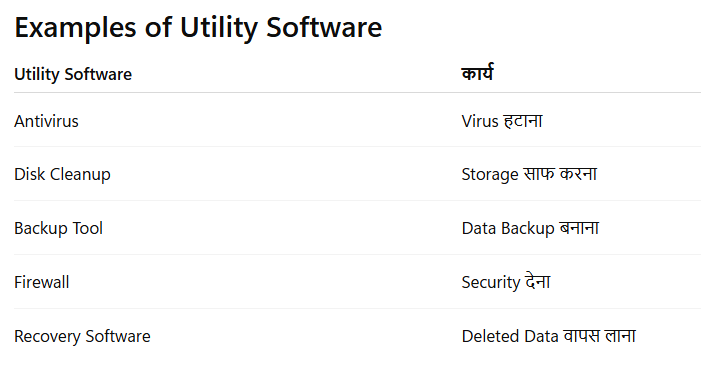 Examples of Utility Software
Utility Software कार्य
Antivirus Virus हटाना
Disk Cleanup Storage साफ करना
Backup Tool Data Backup बनाना
Firewall Security देना
Recovery Software Deleted Data वापस लाना